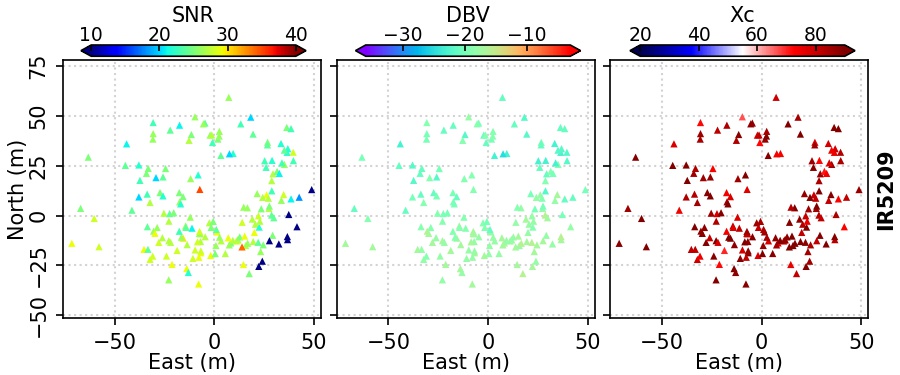 SNR DBV Xc
10 20 30 40 −30 −20 −10 20 40 60 80
75
50
25
0
−25
−50
North (m)
IR5209
−50 0 50 −50 0 50 −50 0 50
East (m) East (m) East (m)